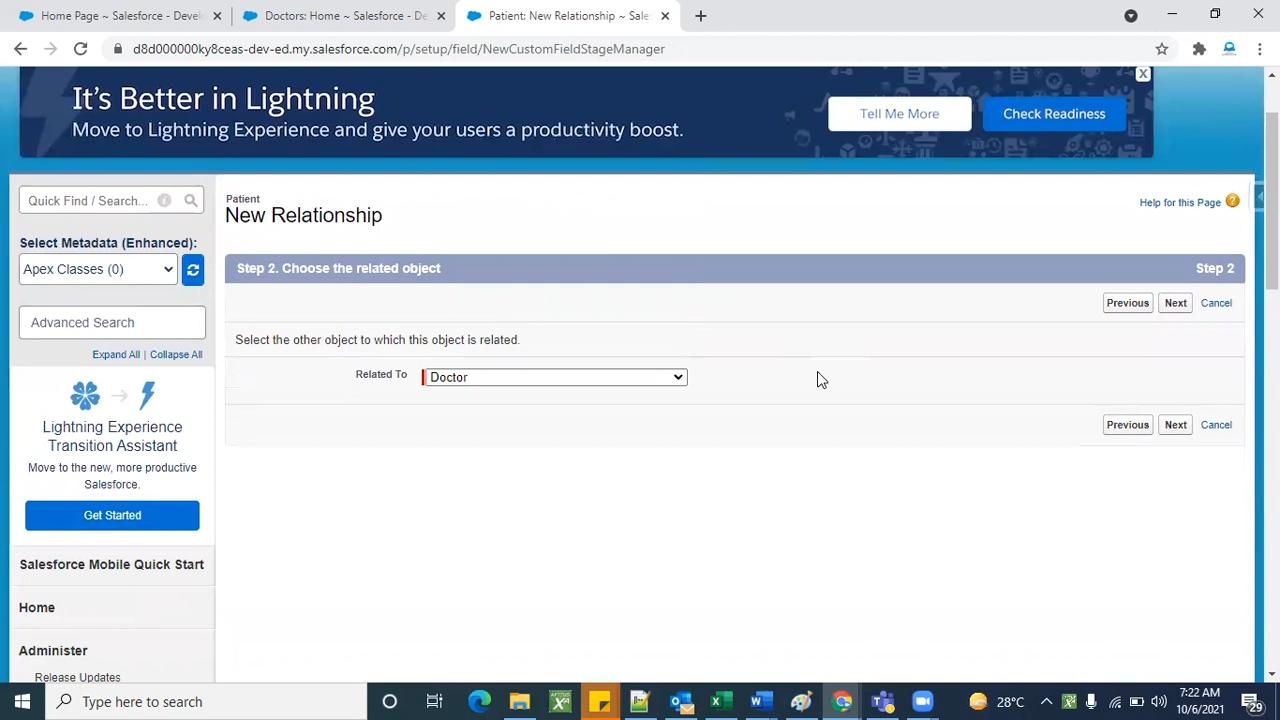 Home Page ~ Salesforce - Devel
Doctors: Home ~ Salesforce - De
Patient: New Relationship ~ Sale
d8d000000ky8ceas-dev-ed.my.salesforce.com/p/setup/field/NewCustomFieldStageManager
It's Better in Lightning
Move to Lightning Experience and give your users a productivity boost.
Tell Me More
Check Readiness
X
Quick Find / Search...
Select Metadata (Enhanced):
Apex Classes (0)
Advanced Search
Expand All | Collapse All
Lightning Experience
Transition Assistant
Move to the new, more productive
Salesforce.
Get Started
Salesforce Mobile Quick Start
Home
Administer
Release Updates
Patient
New Relationship
Help for this Page
Step 2. Choose the related object
Step 2
Previous Next Cancel
Select the other object to which this object is related.
Related To Doctor
Previous Next Cancel
Type here to search
28°C
7:22 AM
10/6/2021
29